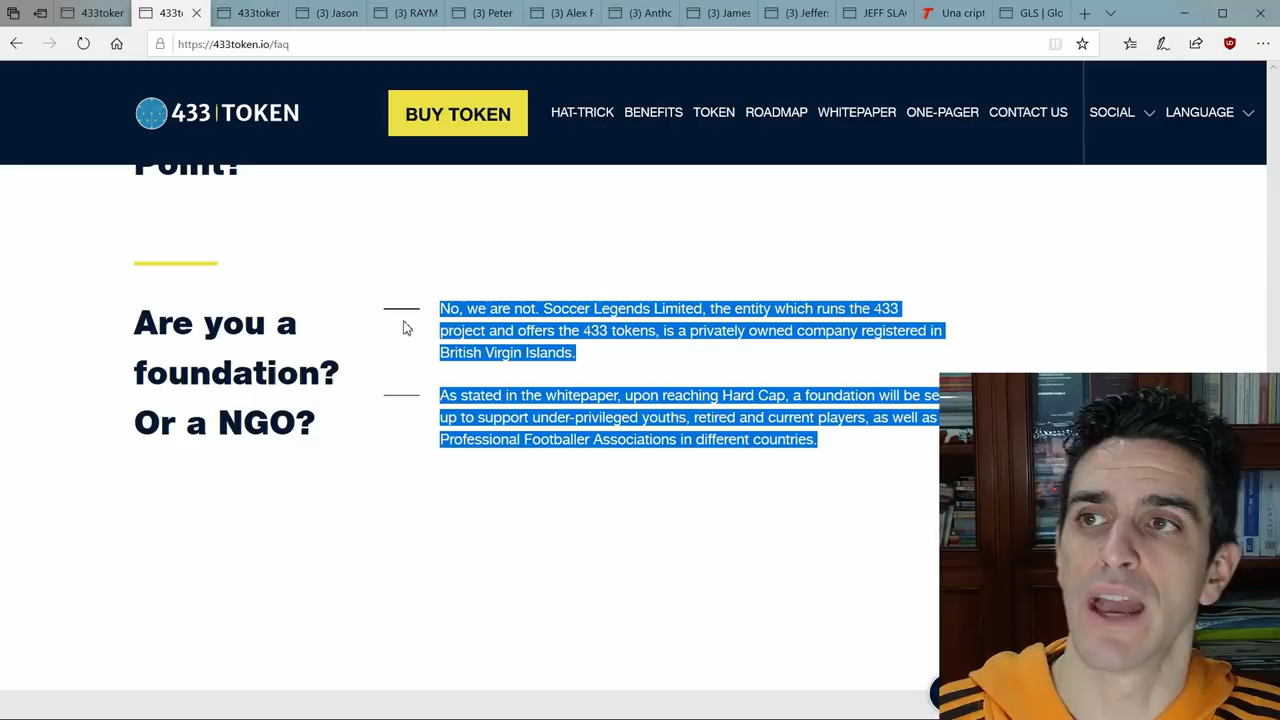 433toker
433t
433toker
(3) Jason
(3) RAYM
(3) Peter
(3) Alex F
(3) Antho
(3) James
(3) Jeffers
JEFF SLA
Una cript
GLS | Glo
https://433token.io/faq
433 | TOKEN
BUY TOKEN
HAT-TRICK
BENEFITS
TOKEN
ROADMAP
WHITEPAPER
ONE-PAGER
CONTACT US
SOCIAL
LANGUAGE
Point?
Are you a
foundation?
Or a NGO?
No, we are not. Soccer Legends Limited, the entity which runs the 433
project and offers the 433 tokens, is a privately owned company registered in
British Virgin Islands.
As stated in the whitepaper, upon reaching Hard Cap, a foundation will be se
up to support under-privileged youths, retired and current players, as well as
Professional Footballer Associations in different countries.